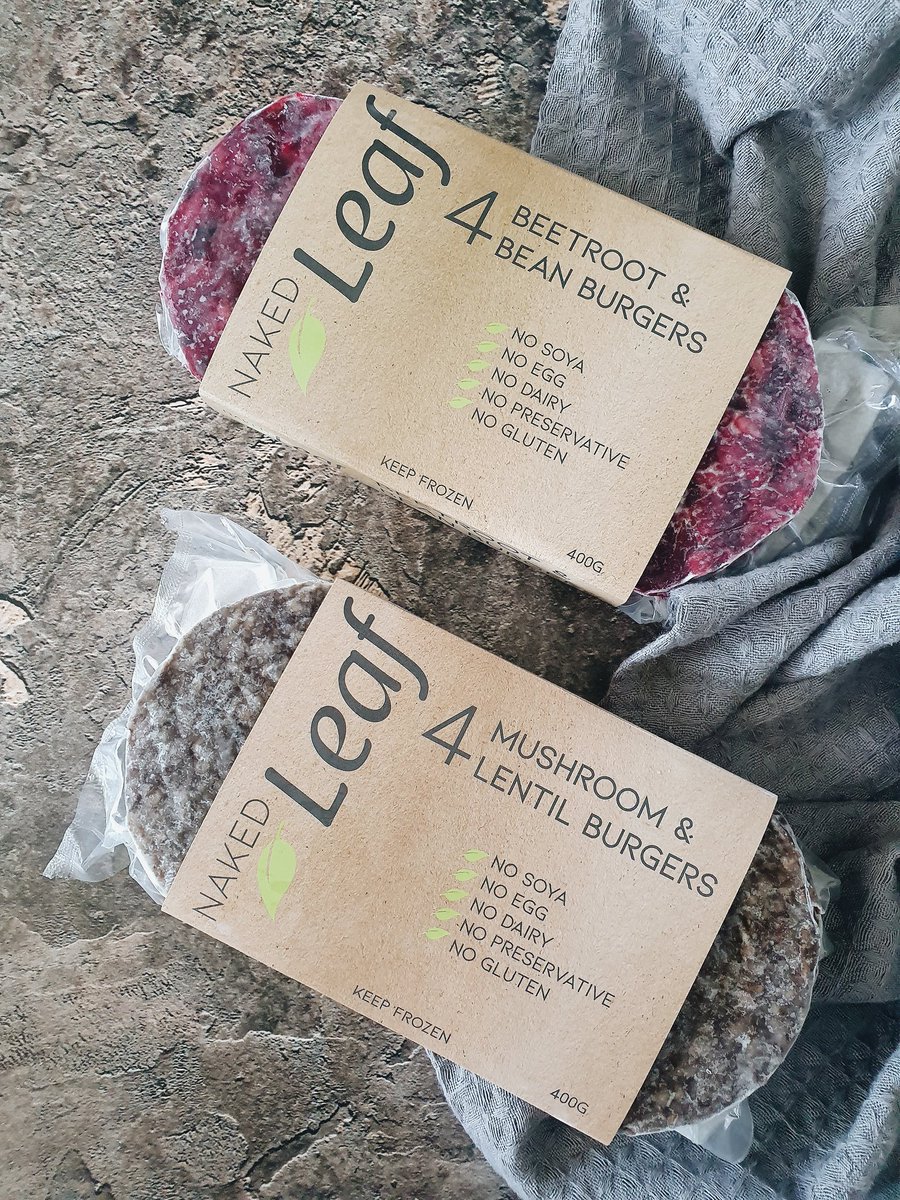 NAKED
Leaf
4 BEETROOT &
BEAN BURGERS
NO SOYA
NO EGG
NO DAIRY
NO PRESERVATIVE
NO GLUTEN
KEEP FROZEN
400G
NAKED
Leaf
4 MUSHROOM &
LENTIL BURGERS
NO SOYA
NO EGG
NO DAIRY
NO PRESERVATIVE
NO GLUTEN
KEEP FROZEN
400G